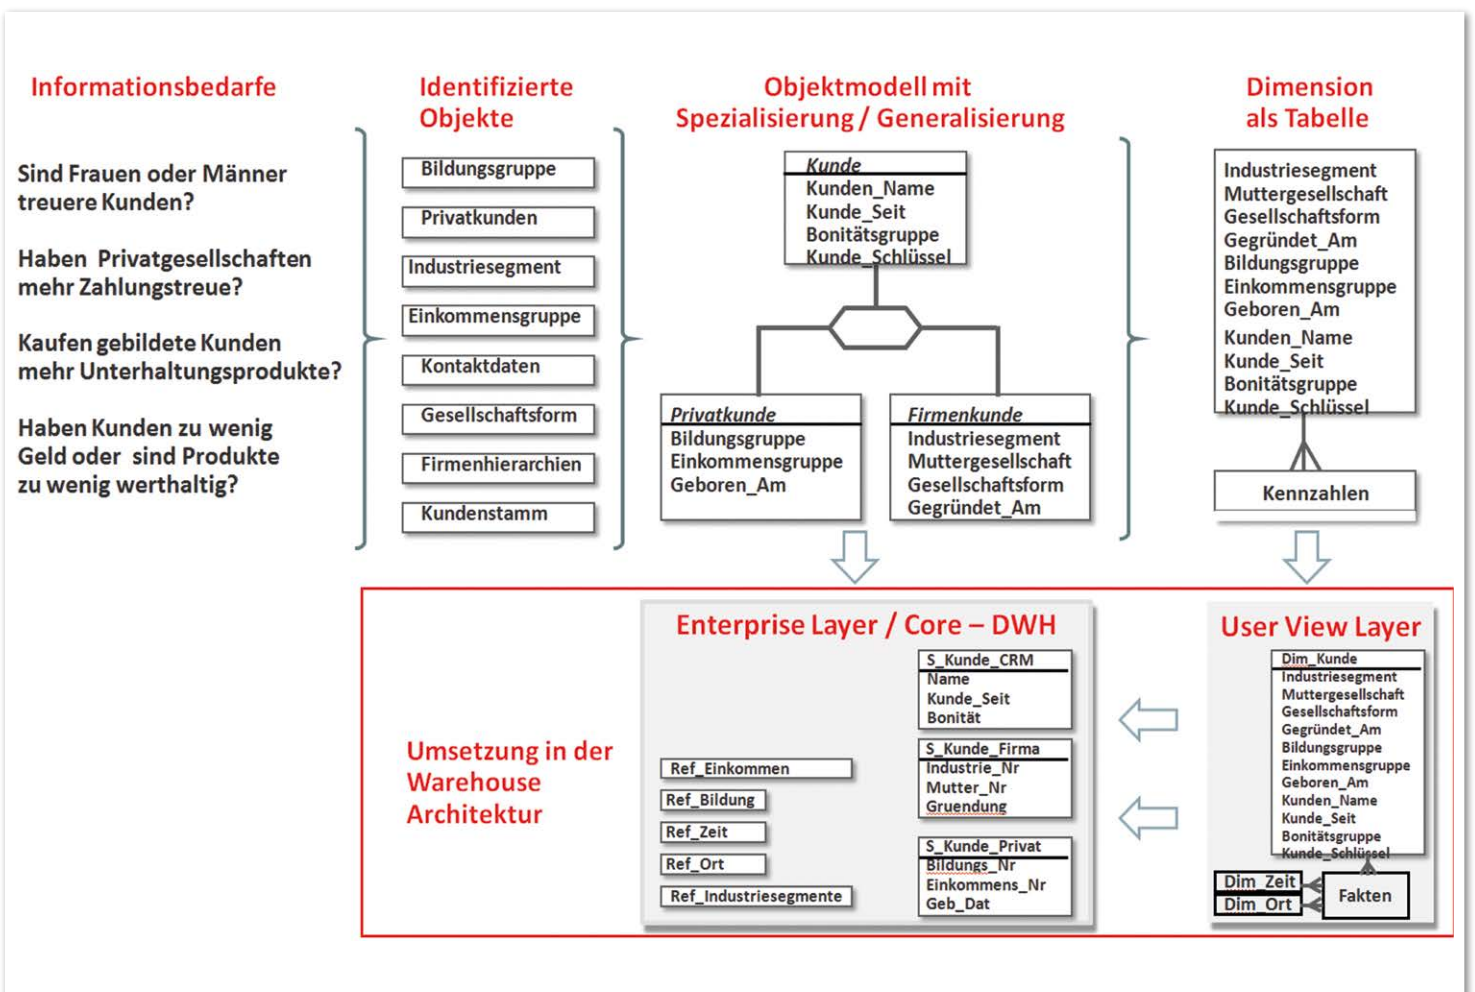 Informationsbedarfe
Sind Frauen oder Männer
treuere Kunden?
Haben Privatgesellschaften
mehr Zahlungstreue?
Kaufen gebildete Kunden
mehr Unterhaltungsprodukte?
Haben Kunden zu wenig
Geld oder sind Produkte
zu wenig werthaltig?
Identifizierte
Objekte
Bildungsgruppe
Privatkunden
Industriesegment
Einkommensgruppe
Kontaktdaten
Gesellschaftsform
Firmenhierarchien
Kundenstamm
Objektmodell mit
Spezialisierung / Generalisierung
Kunde
Kunden_Name
Kunde_Seit
Bonitätsgruppe
Kunde_Schlüssel
Privatkunde
Bildungsgruppe
Einkommensgruppe
Geboren_Am
Firmenkunde
Industriesegment
Muttergesellschaft
Gesellschaftsform
Gegründet_Am
Dimension
als Tabelle
Industriesegment
Muttergesellschaft
Gesellschaftsform
Gegründet_Am
Bildungsgruppe
Einkommensgruppe
Geboren_Am
Kunden_Name
Kunde_Seit
Bonitätsgruppe
Kunde_Schlüssel
Kennzahlen
Umsetzung in der
Warehouse
Architektur
Enterprise Layer / Core – DWH
Ref_Einkommen
Ref_Bildung
Ref_Zeit
Ref_Ort
Ref_Industriesegmente
S_Kunde_CRM
Name
Kunde_Seit
Bonität
S_Kunde_Firma
Industrie_Nr
Mutter_Nr
Gruendung
S_Kunde_Privat
Bildungs_Nr
Einkommens_Nr
Geb_Dat
User View Layer
Dim_Kunde
Industriesegment
Muttergesellschaft
Gesellschaftsform
Gegründet_Am
Bildungsgruppe
Einkommensgruppe
Geboren_Am
Kunden_Name
Kunde_Seit
Bonitätsgruppe
Kunde_Schlüssel
Dim_Zeit
Dim_Ort
Fakten